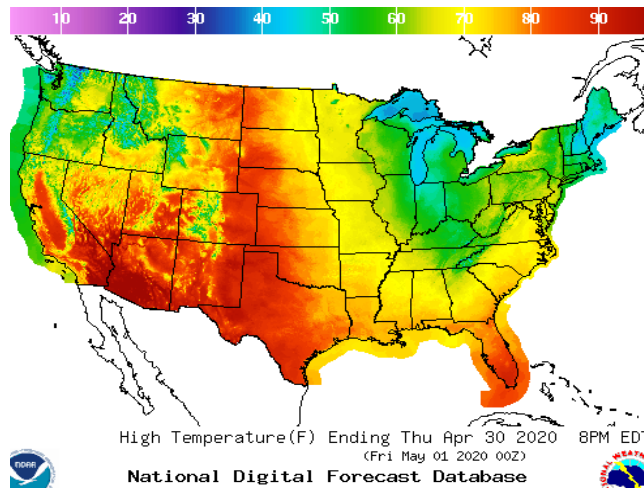 10 20 30 40 50 60 70 80 90
High Temperature(F) Ending Thu Apr 30 2020 8PM EDT
(Fri May 01 2020 00Z)
National Digital Forecast Database
NOAA